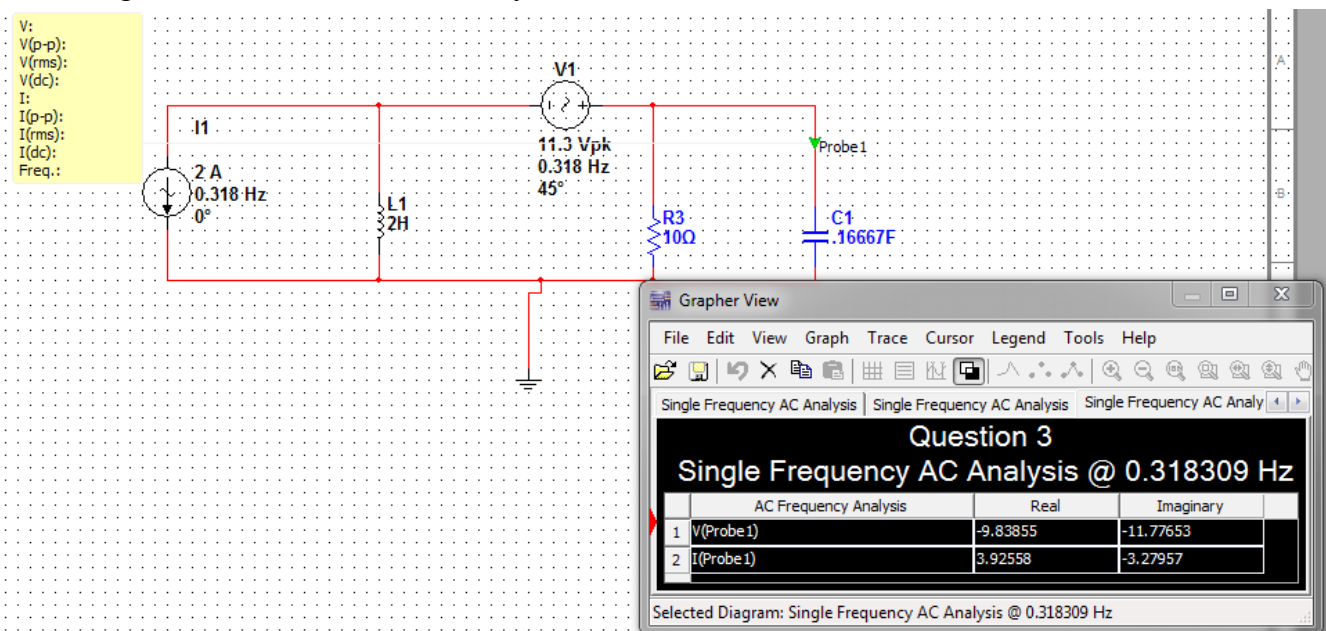 V:
V(p-p):
V(rms):
V(dc):
I:
I(p-p):
I(rms):
I(dc):
Freq.:
I1
2 A
0.318 Hz
0°
L1
2H
V1
11.3 Vpk
0.318 Hz
45°
R3
10Ω
Probe1
C1
.16667F
A
B
Grapher View
File Edit View Graph Trace Cursor Legend Tools Help
Single Frequency AC Analysis Single Frequency AC Analysis Single Frequency AC Analy
Question 3
Single Frequency AC Analysis @ 0.318309 Hz
AC Frequency Analysis Real Imaginary
1 V(Probe1) -9.83855 -11.77653
2 I(Probe1) 3.92558 -3.27957
Selected Diagram: Single Frequency AC Analysis @ 0.318309 Hz